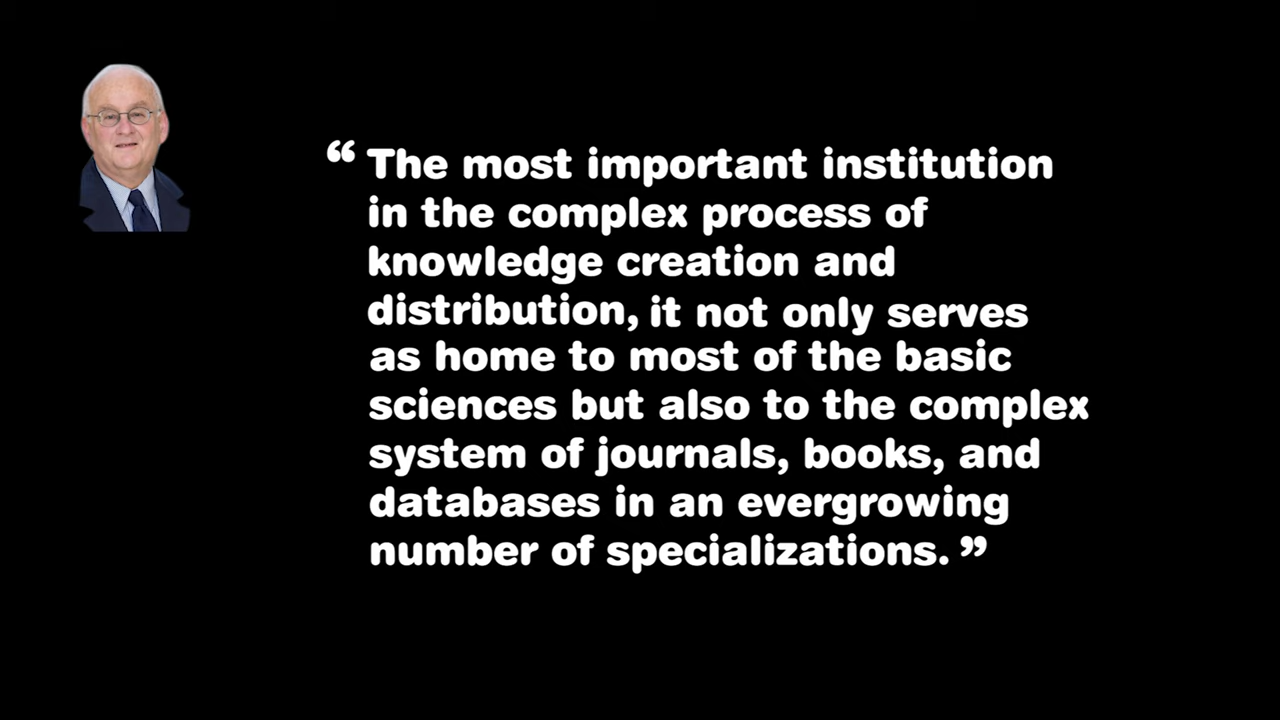 “ The most important institution
in the complex process of
knowledge creation and
distribution, it not only serves
as home to most of the basic
sciences but also to the complex
system of journals, books, and
databases in an evergrowing
number of specializations. ”